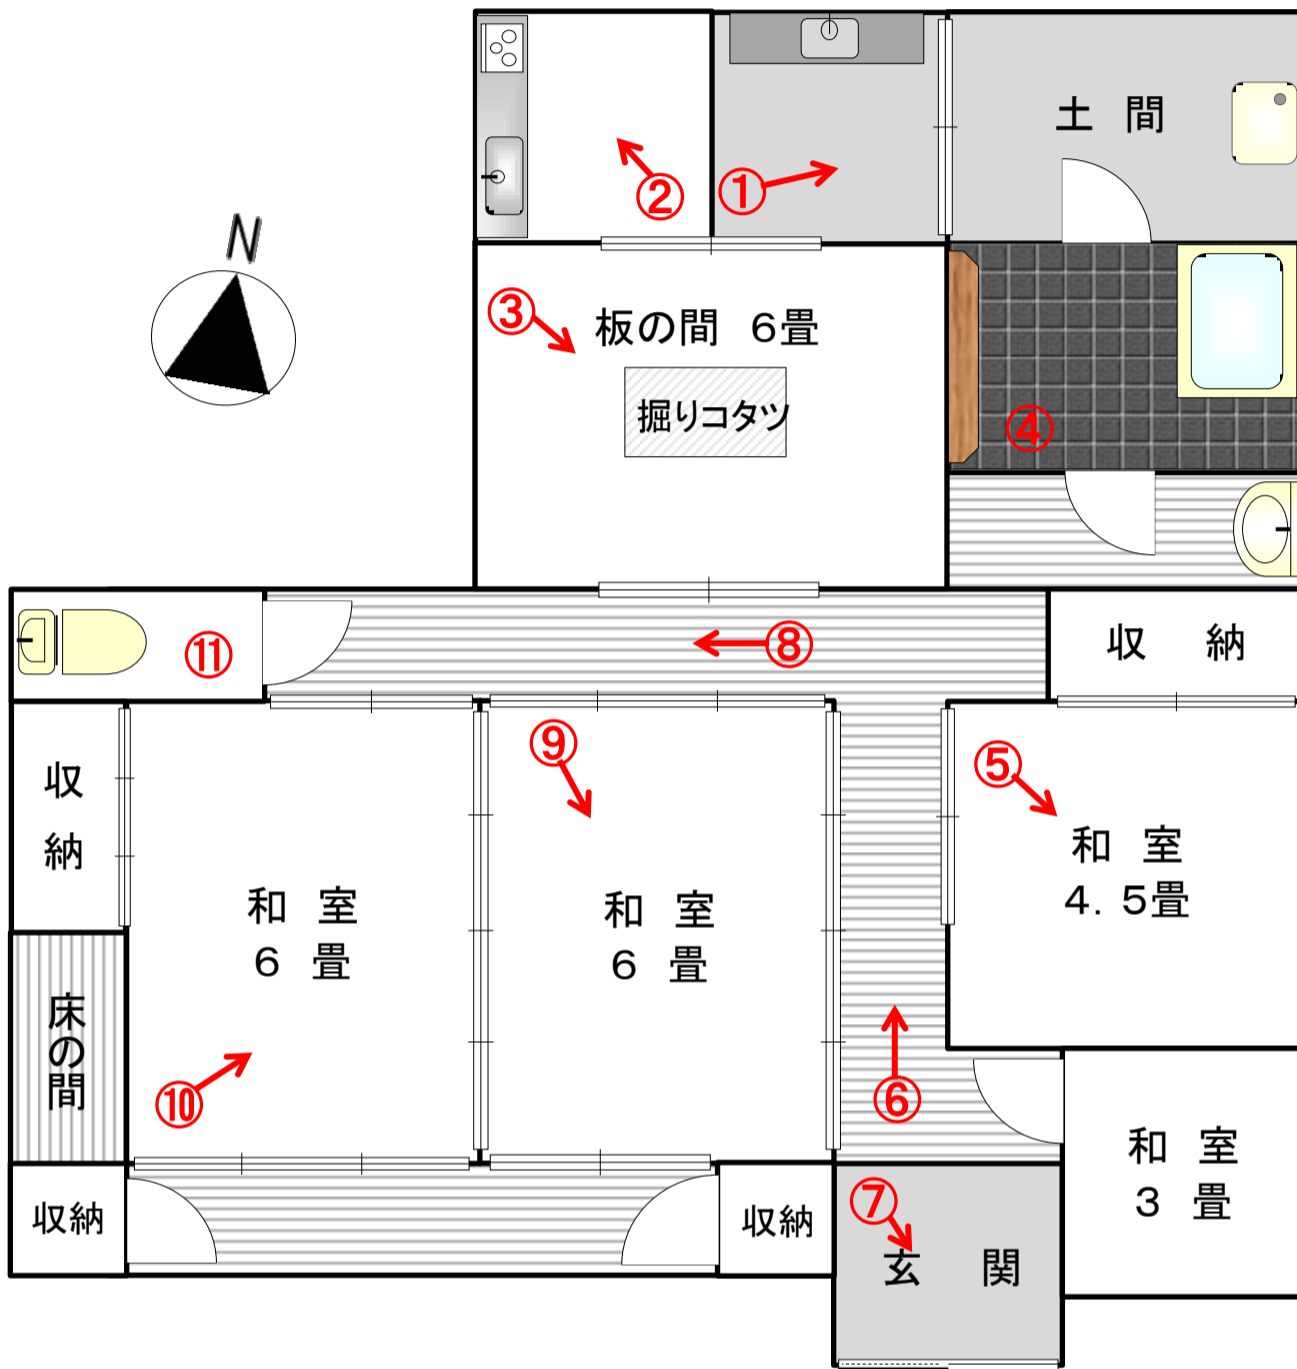 N
土 間
②
①
③
板の間 6畳
掘りコタツ
④
⑪
⑧
収 納
収
納
⑨
⑤
和 室
4.5畳
和 室
6 畳
和 室
6 畳
床の間
⑩
⑥
和 室
3 畳
収納
収納
⑦
玄 関